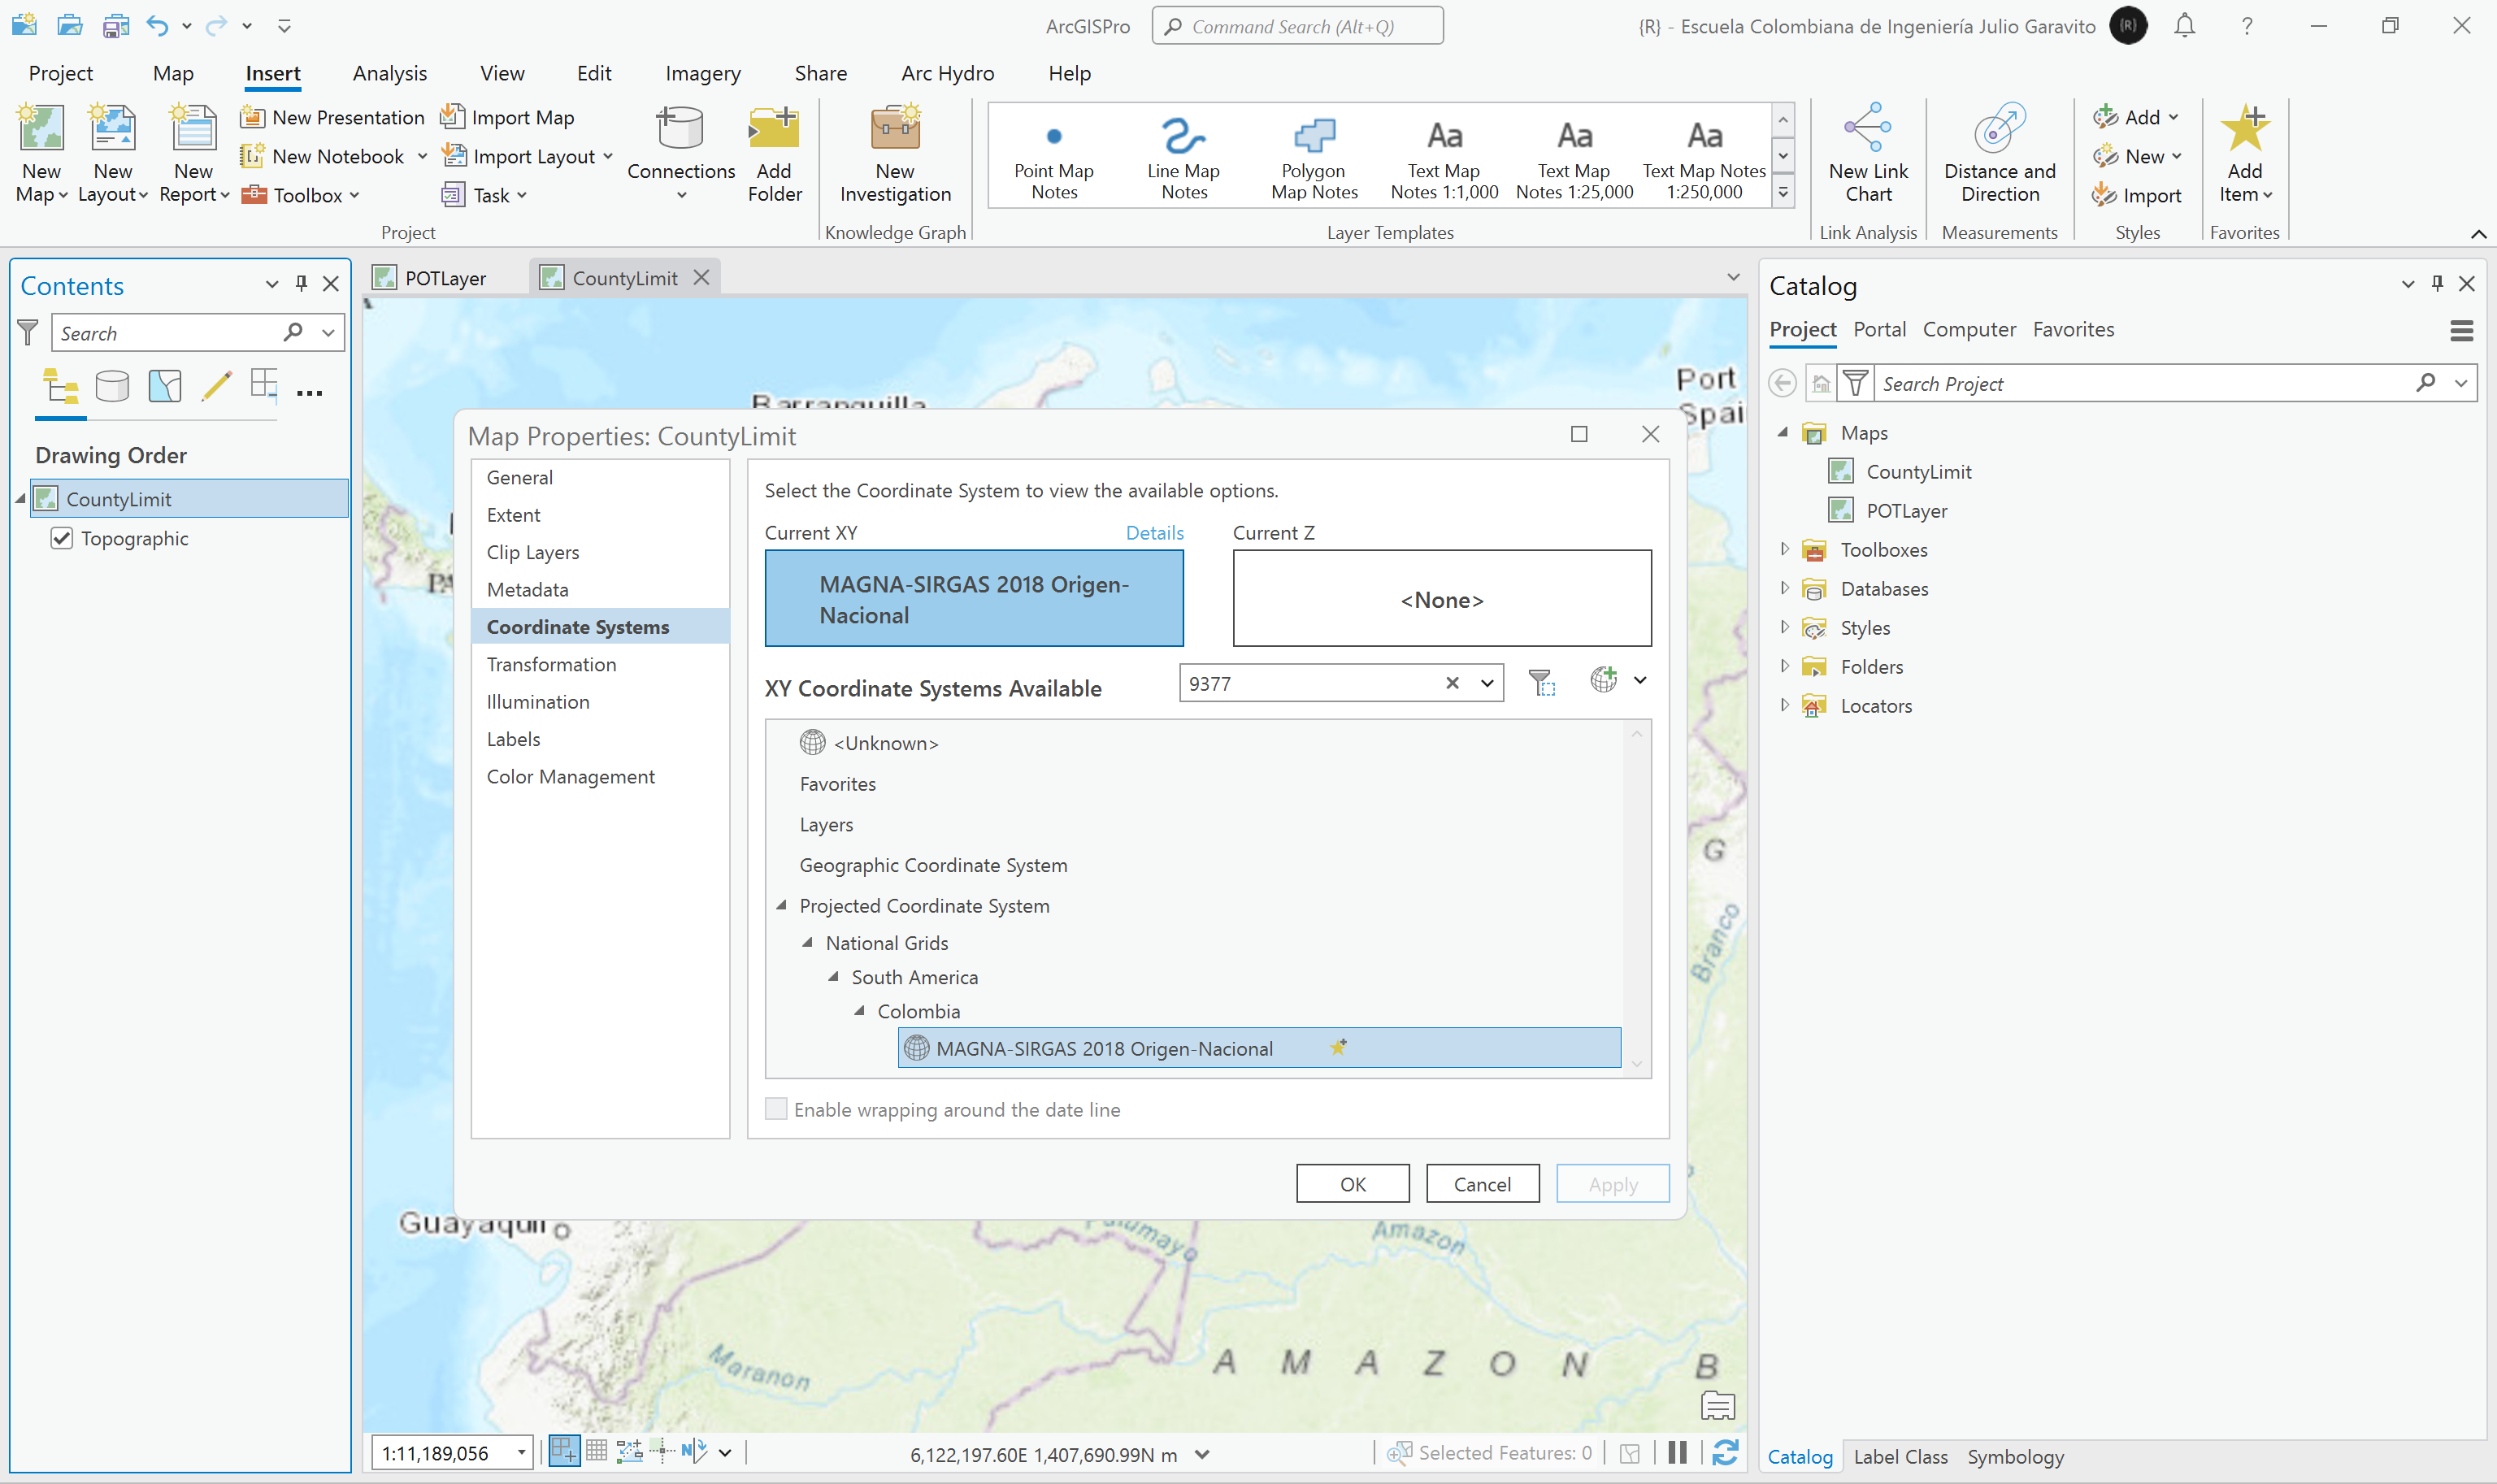 ArcGISPro
Command Search (Alt+Q)
{R} - Escuela Colombiana de Ingeniería Julio Garavito
{R}
?
Project Map Insert Analysis View Edit Imagery Share Arc Hydro Help
New Map
New Layout
New Report
New Presentation
New Notebook
Toolbox
Import Map
Import Layout
Task
Connections
Add Folder
Project
New Investigation
Knowledge Graph
Point Map Notes
Line Map Notes
Polygon Map Notes
Aa
Text Map Notes 1:1,000
Aa
Text Map Notes 1:25,000
Aa
Text Map Notes 1:250,000
Layer Templates
New Link Chart
Link Analysis
Distance and Direction
Measurements
Add
New
Import
Styles
Add Item
Favorites
Contents
Search
Drawing Order
CountyLimit
Topographic
POTLayer
CountyLimit
Barranquilla
Port
Spai
PA
G
Branco
Guayaquil
Putumayo
Amazon
Moranon
A M A Z O N
B
Map Properties: CountyLimit
General
Extent
Clip Layers
Metadata
Coordinate Systems
Transformation
Illumination
Labels
Color Management
Select the Coordinate System to view the available options.
Current XY
Details
Current Z
MAGNA-SIRGAS 2018 Origen-
Nacional
<None>
XY Coordinate Systems Available
9377
<Unknown>
Favorites
Layers
Geographic Coordinate System
Projected Coordinate System
National Grids
South America
Colombia
MAGNA-SIRGAS 2018 Origen-Nacional
Enable wrapping around the date line
OK
Cancel
Apply
1:11,189,056
N
6,122,197.60E 1,407,690.99N m
Selected Features: 0
Catalog
Project Portal Computer Favorites
Search Project
Maps
CountyLimit
POTLayer
Toolboxes
Databases
Styles
Folders
Locators
Catalog Label Class Symbology